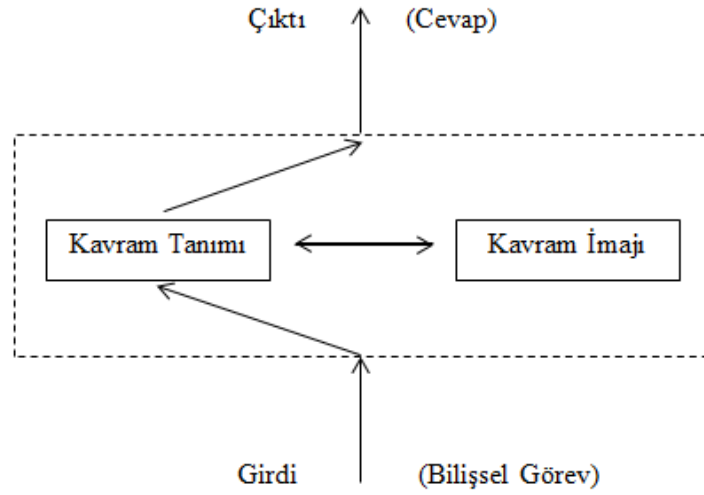 Çıktı (Cevap)
Kavram Tanımı Kavram İmajı
Girdi (Bilişsel Görev)